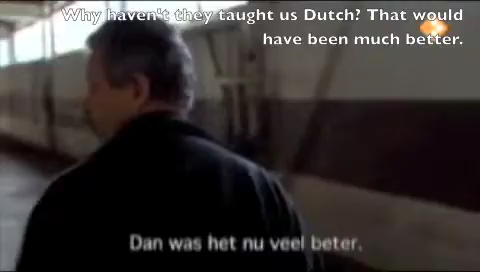 Why haven't they taught us Dutch? That would
have been much better.
Dan was het nu veel beter.